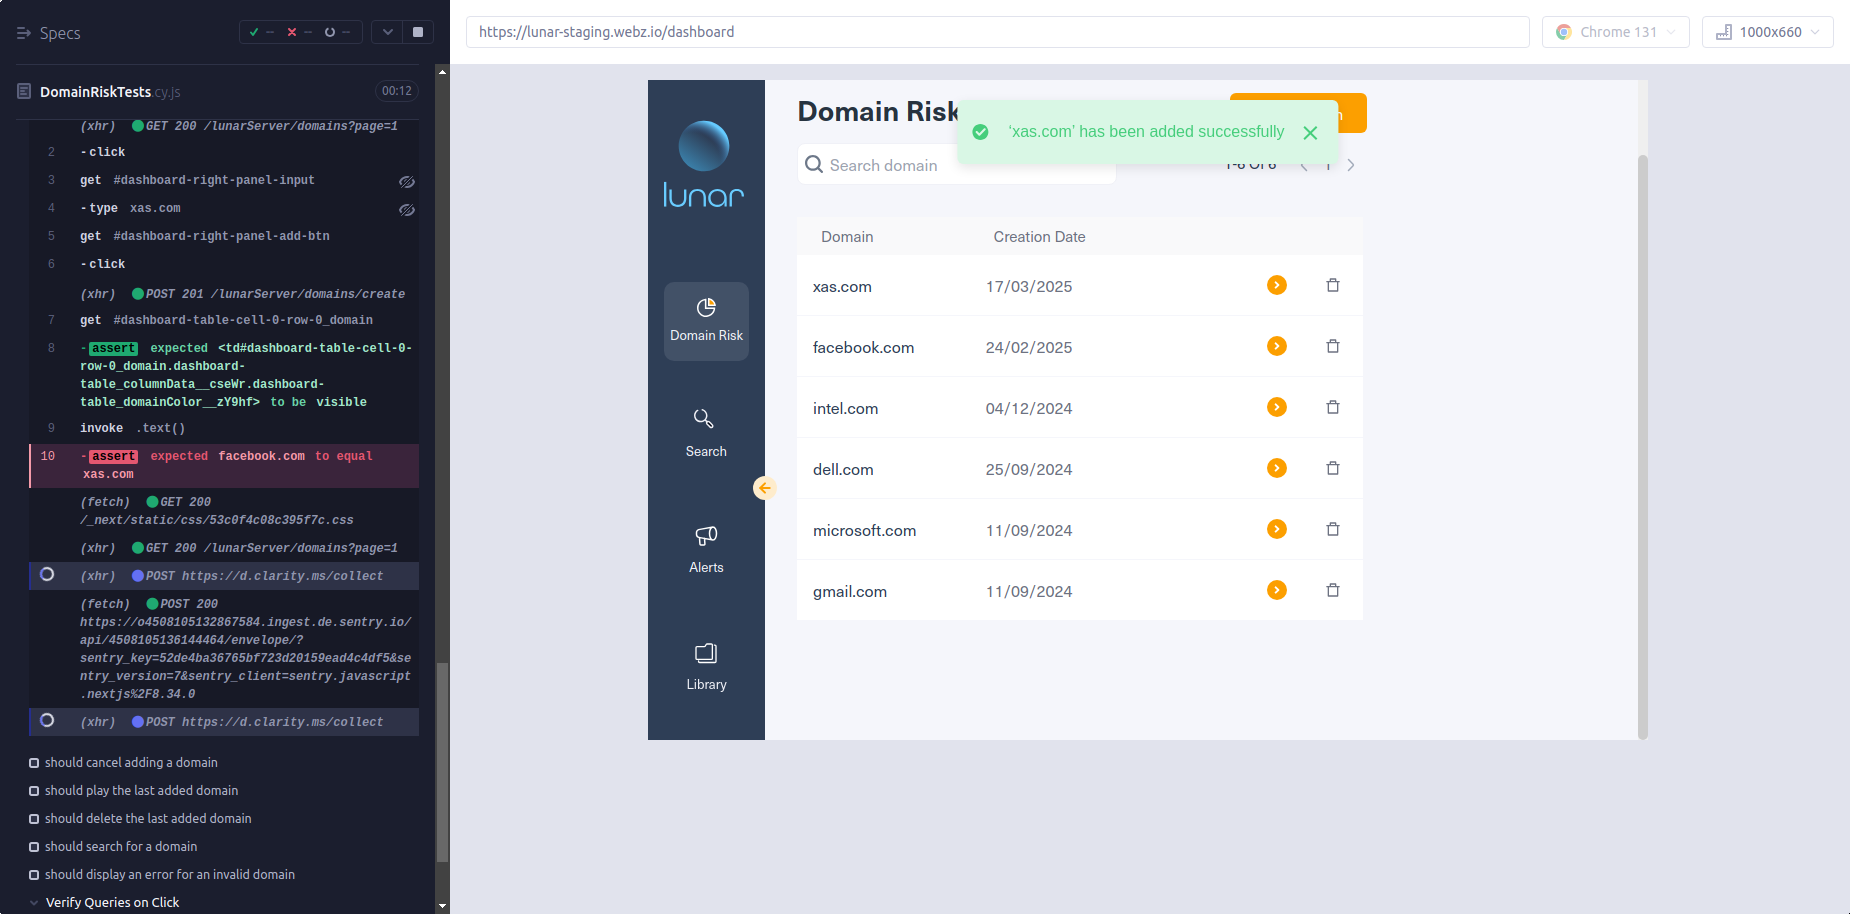 Specs
-- -- --
DomainRiskTests.cy.js 00:12
(xhr) GET 200 /lunarServer/domains?page=1
2 -click
3 get #dashboard-right-panel-input
4 -type xas.com
5 get #dashboard-right-panel-add-btn
6 -click
(xhr) POST 201 /lunarServer/domains/create
7 get #dashboard-table-cell-0-row-0_domain
8 -assert expected <td#dashboard-table-cell-0-
row-0_domain.dashboard-
table_columnData__cseWr.dashboard-
table_domainColor__zY9hf> to be visible
9 invoke .text()
10 -assert expected facebook.com to equal
xas.com
(fetch) GET 200
/_next/static/css/53c0f4c08c395f7c.css
(xhr) GET 200 /lunarServer/domains?page=1
(xhr) POST https://d.clarity.ms/collect
(fetch) POST 200
https://o4508105132867584.ingest.de.sentry.io/
api/4508105136144464/envelope/?
sentry_key=52de4ba36765bf723d20159ead4c4df5&se
ntry_version=7&sentry_client=sentry.javascript
.nextjs%2F8.34.0
(xhr) POST https://d.clarity.ms/collect
should cancel adding a domain
should play the last added domain
should delete the last added domain
should search for a domain
should display an error for an invalid domain
Verify Queries on Click
https://lunar-staging.webz.io/dashboard
Chrome 131
1000x660
lunar
Domain Risk
Search
Alerts
Library
Domain Risk
'xas.com' has been added successfully
Search domain
1-6 Of 6 1
Domain Creation Date
xas.com 17/03/2025
facebook.com 24/02/2025
intel.com 04/12/2024
dell.com 25/09/2024
microsoft.com 11/09/2024
gmail.com 11/09/2024